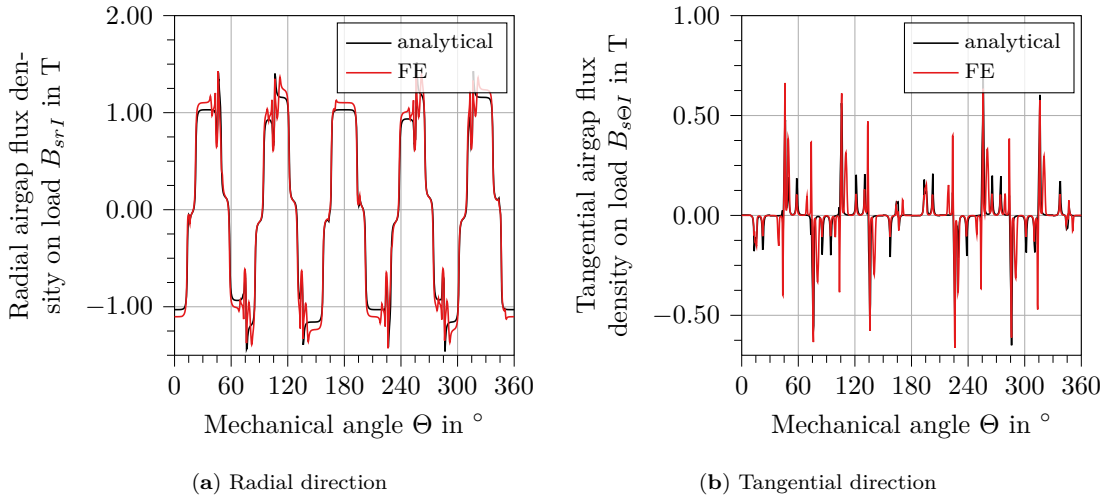 Radial airgap flux den-
sity on load B_{srI} in T
2.00
1.00
0.00
−1.00
analytical
FE
0 60 120 180 240 300 360
Mechanical angle Θ in °
(a) Radial direction
Tangential airgap flux
density on load B_{sΘI} in T
1.00
0.50
0.00
−0.50
analytical
FE
0 60 120 180 240 300 360
Mechanical angle Θ in °
(b) Tangential direction